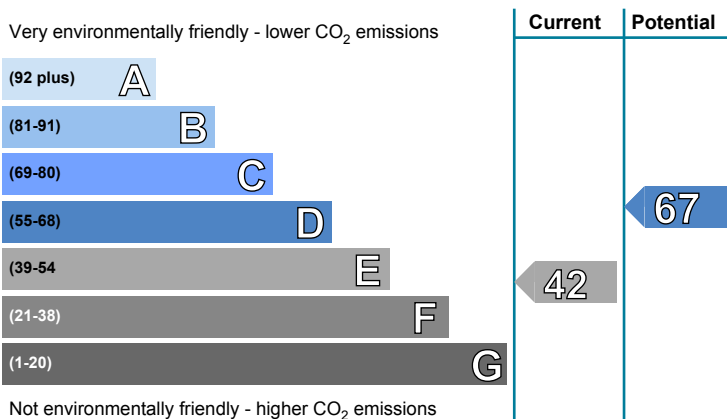 Very environmentally friendly - lower CO2 emissions
Current
Potential
(92 plus) A
(81-91) B
(69-80) C
(55-68) D
67
(39-54 E
42
(21-38) F
(1-20) G
Not environmentally friendly - higher CO2 emissions